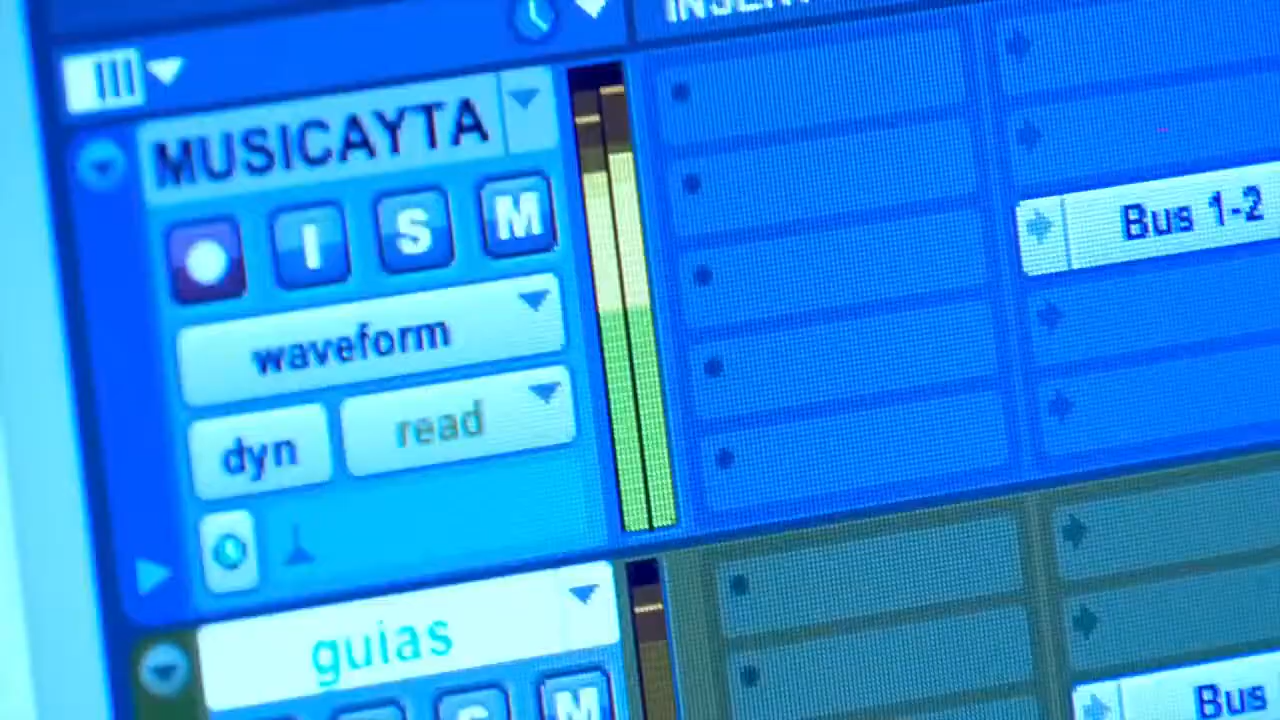 MUSICAYTA
I S M
waveform
dyn read
Bus 1-2
guias
M
Bus